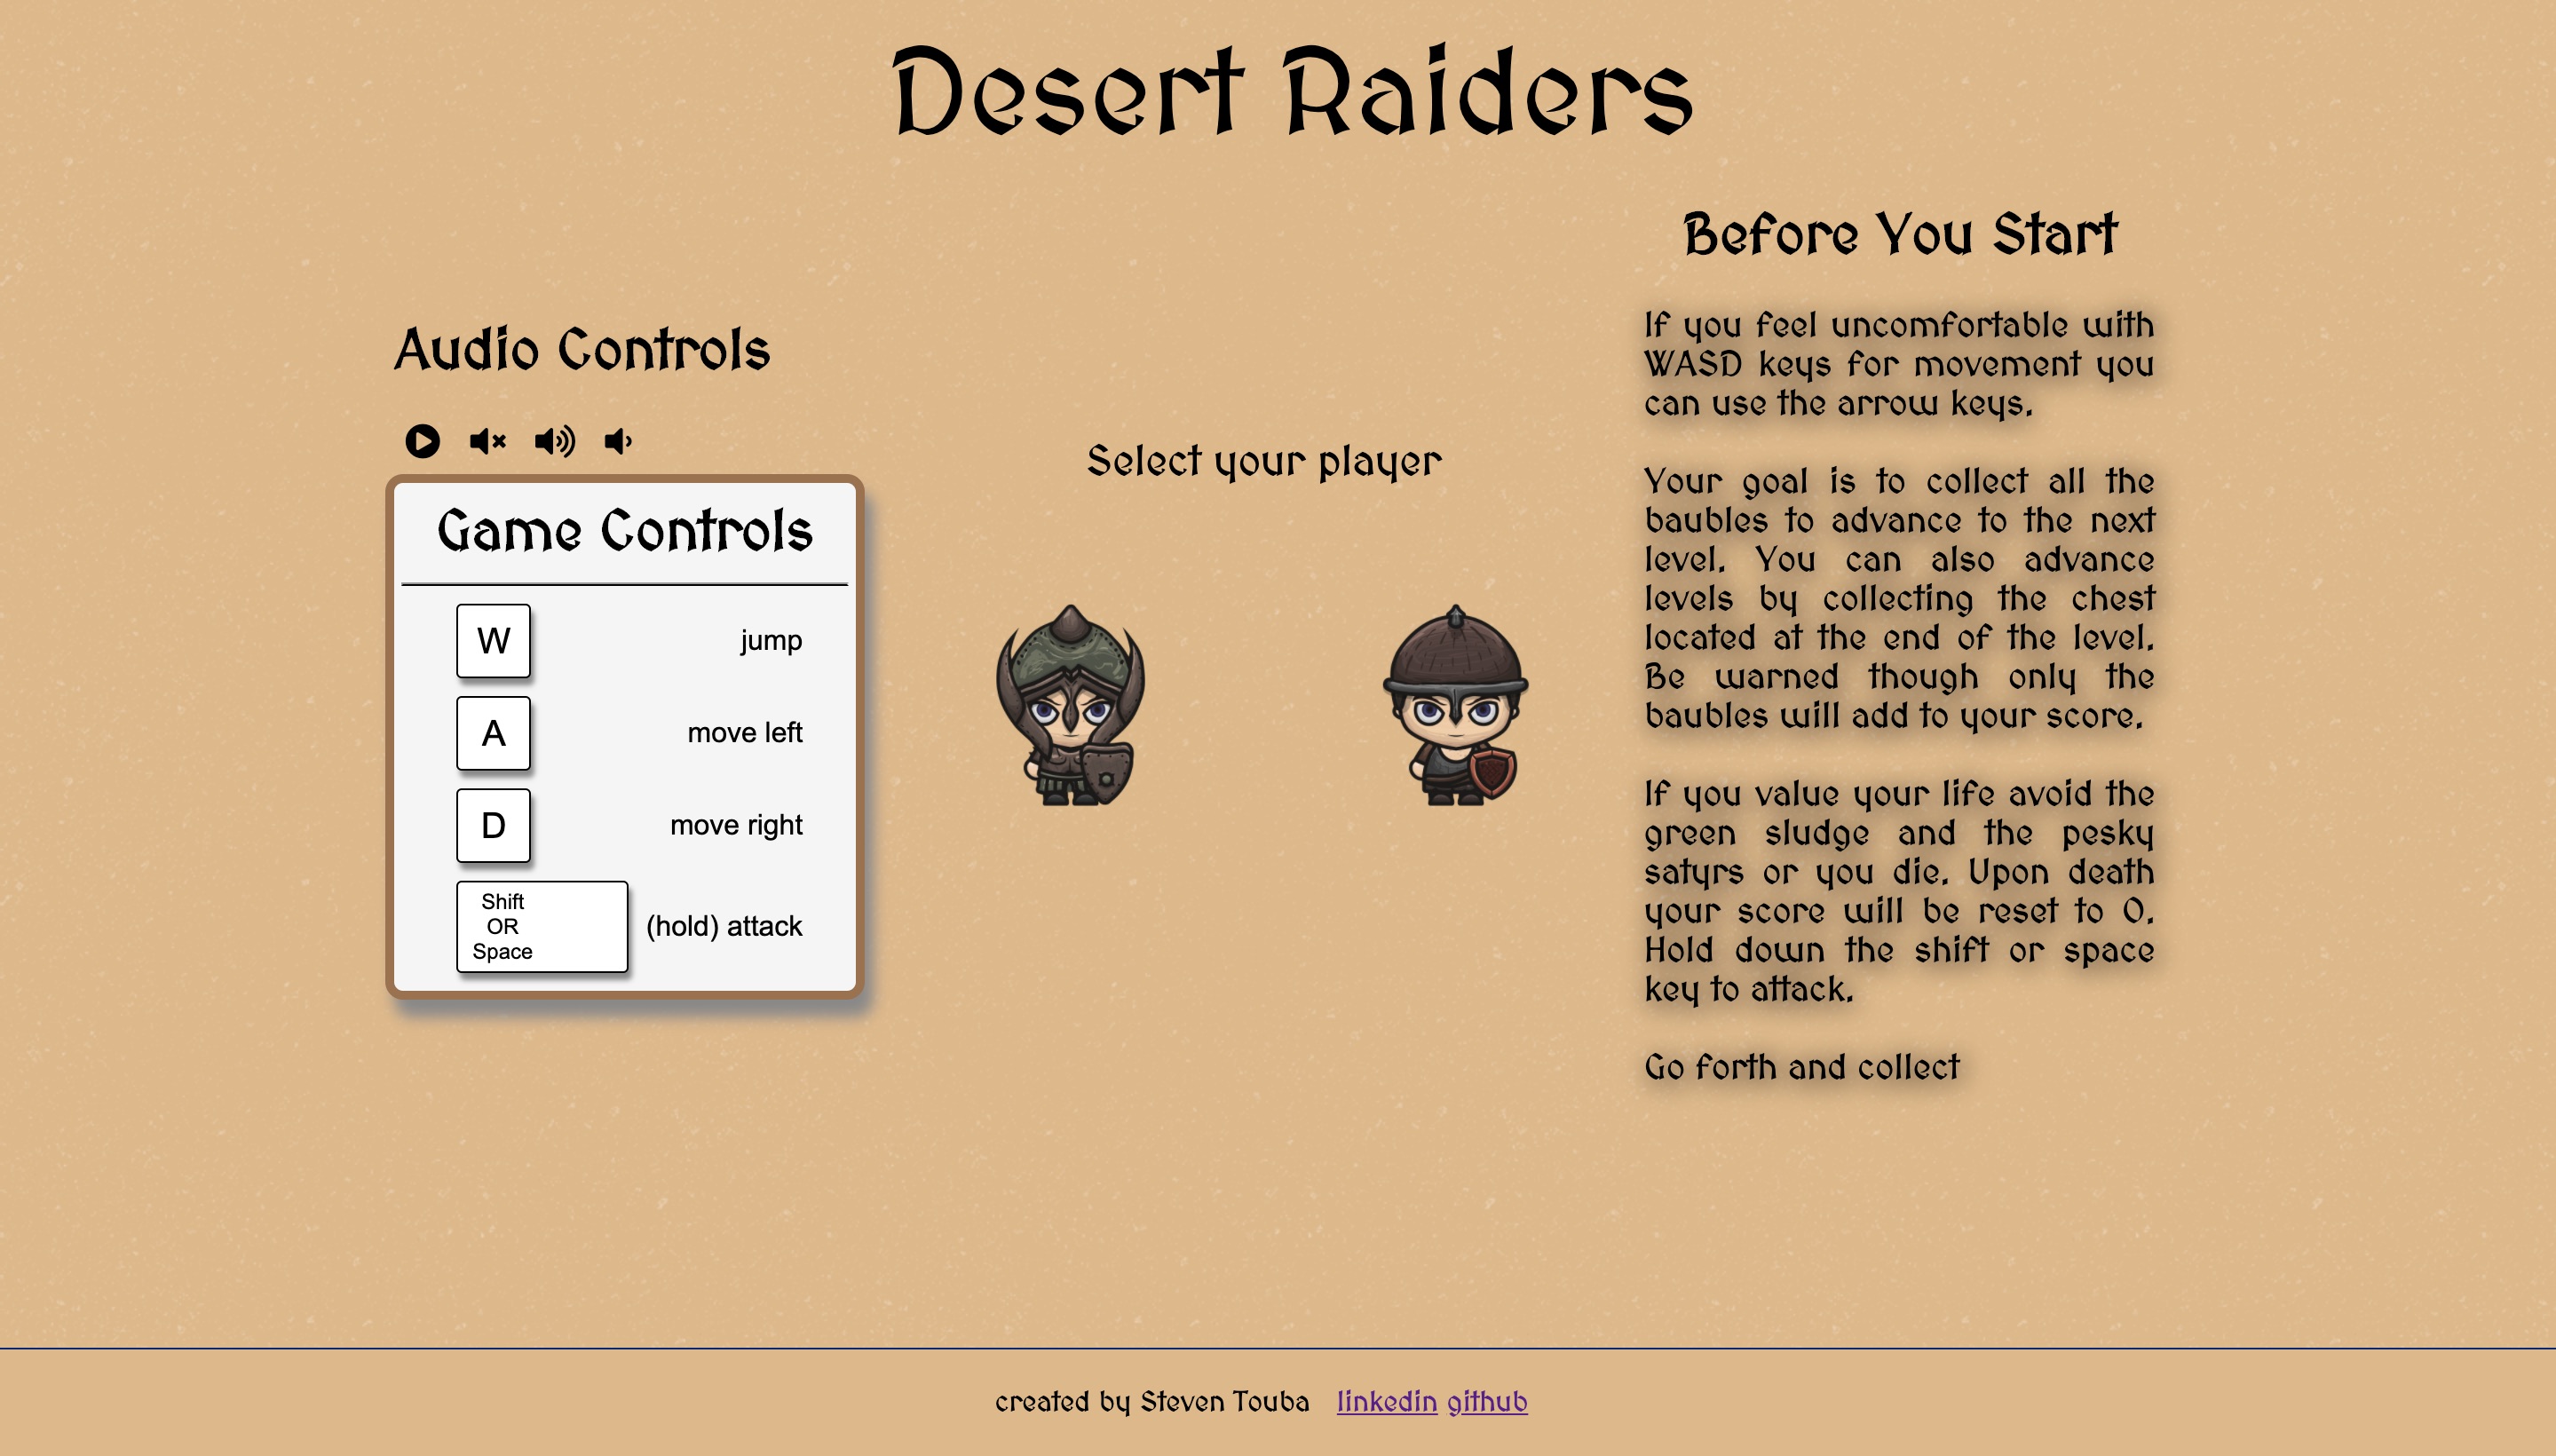 Desert Raiders
Audio Controls
Game Controls
W
jump
A
move left
D
move right
Shift
OR
Space
(hold) attack
Select your player
Before You Start
If you feel uncomfortable with
WASD keys for movement you
can use the arrow keys.
Your goal is to collect all the
baubles to advance to the next
level. You can also advance
levels by collecting the chest
located at the end of the level.
Be warned though only the
baubles will add to your score.
If you value your life avoid the
green sludge and the pesky
satyrs or you die. Upon death
your score will be reset to 0.
Hold down the shift or space
key to attack.
Go forth and collect
created by Steven Touba linkedin github